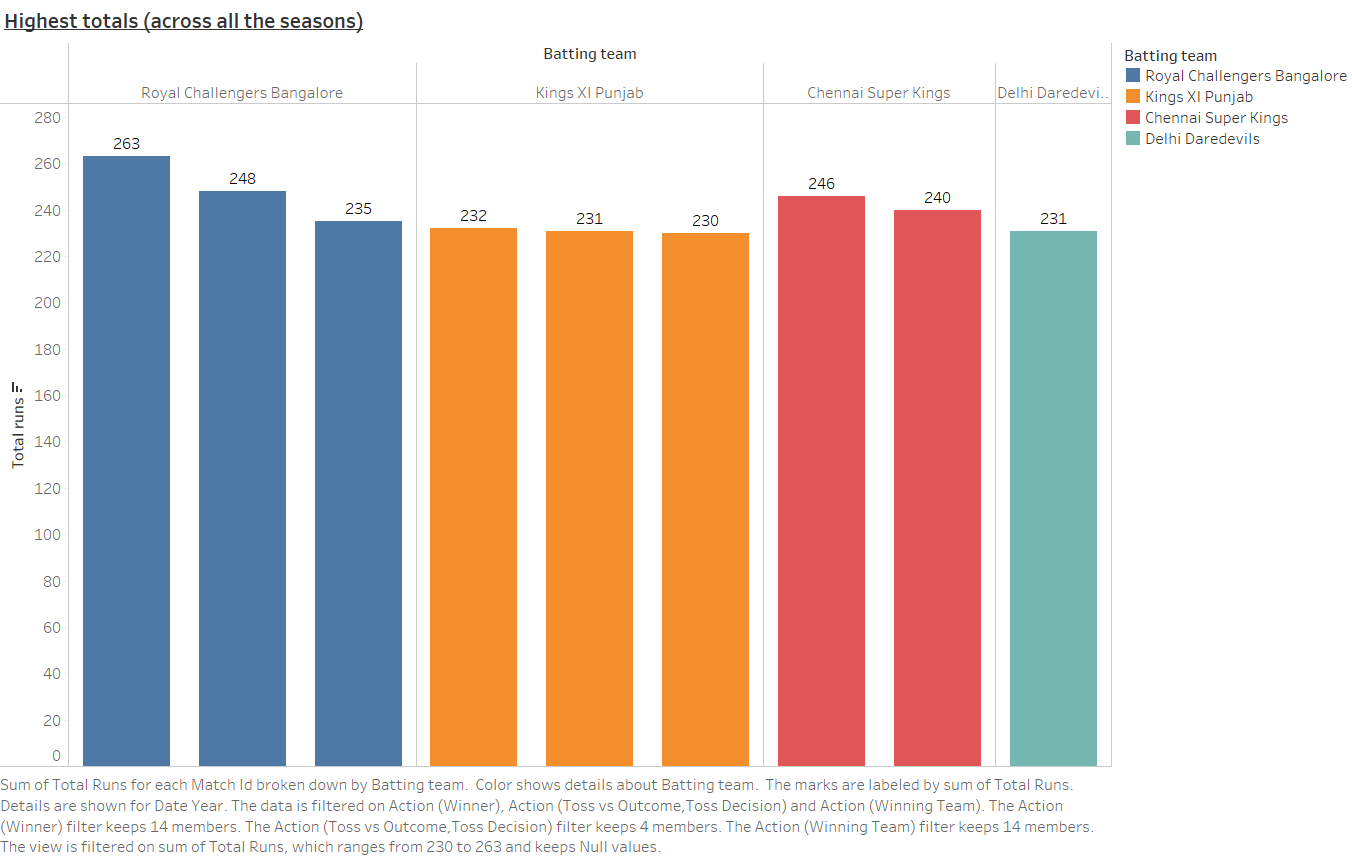 Highest totals (across all the seasons)
Batting team
Royal Challengers Bangalore
Kings XI Punjab
Chennai Super Kings
Delhi Daredevi..
Batting team
Royal Challengers Bangalore
Kings XI Punjab
Chennai Super Kings
Delhi Daredevils
280
260
240
220
200
180
160
140
120
100
80
60
40
20
0
Total runs
263
248
235
232
231
230
246
240
231
Sum of Total Runs for each Match Id broken down by Batting team.  Color shows details about Batting team.  The marks are labeled by sum of Total Runs.
Details are shown for Date Year. The data is filtered on Action (Winner), Action (Toss vs Outcome,Toss Decision) and Action (Winning Team). The Action
(Winner) filter keeps 14 members. The Action (Toss vs Outcome,Toss Decision) filter keeps 4 members. The Action (Winning Team) filter keeps 14 members.
The view is filtered on sum of Total Runs, which ranges from 230 to 263 and keeps Null values.